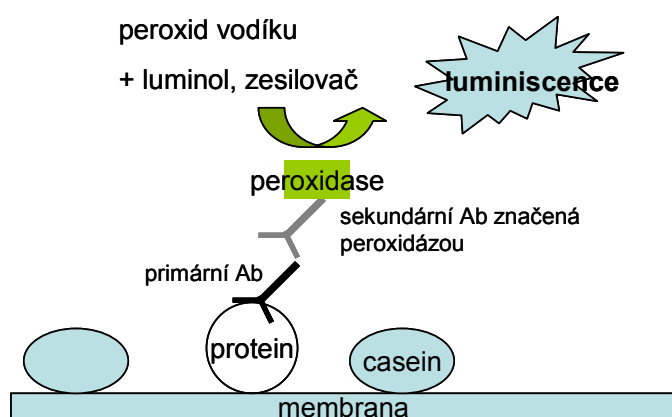 peroxid vodíku
+ luminol, zesilovač
luminiscence
peroxidase
sekundární Ab značená
peroxidázou
primární Ab
protein
casein
membrana